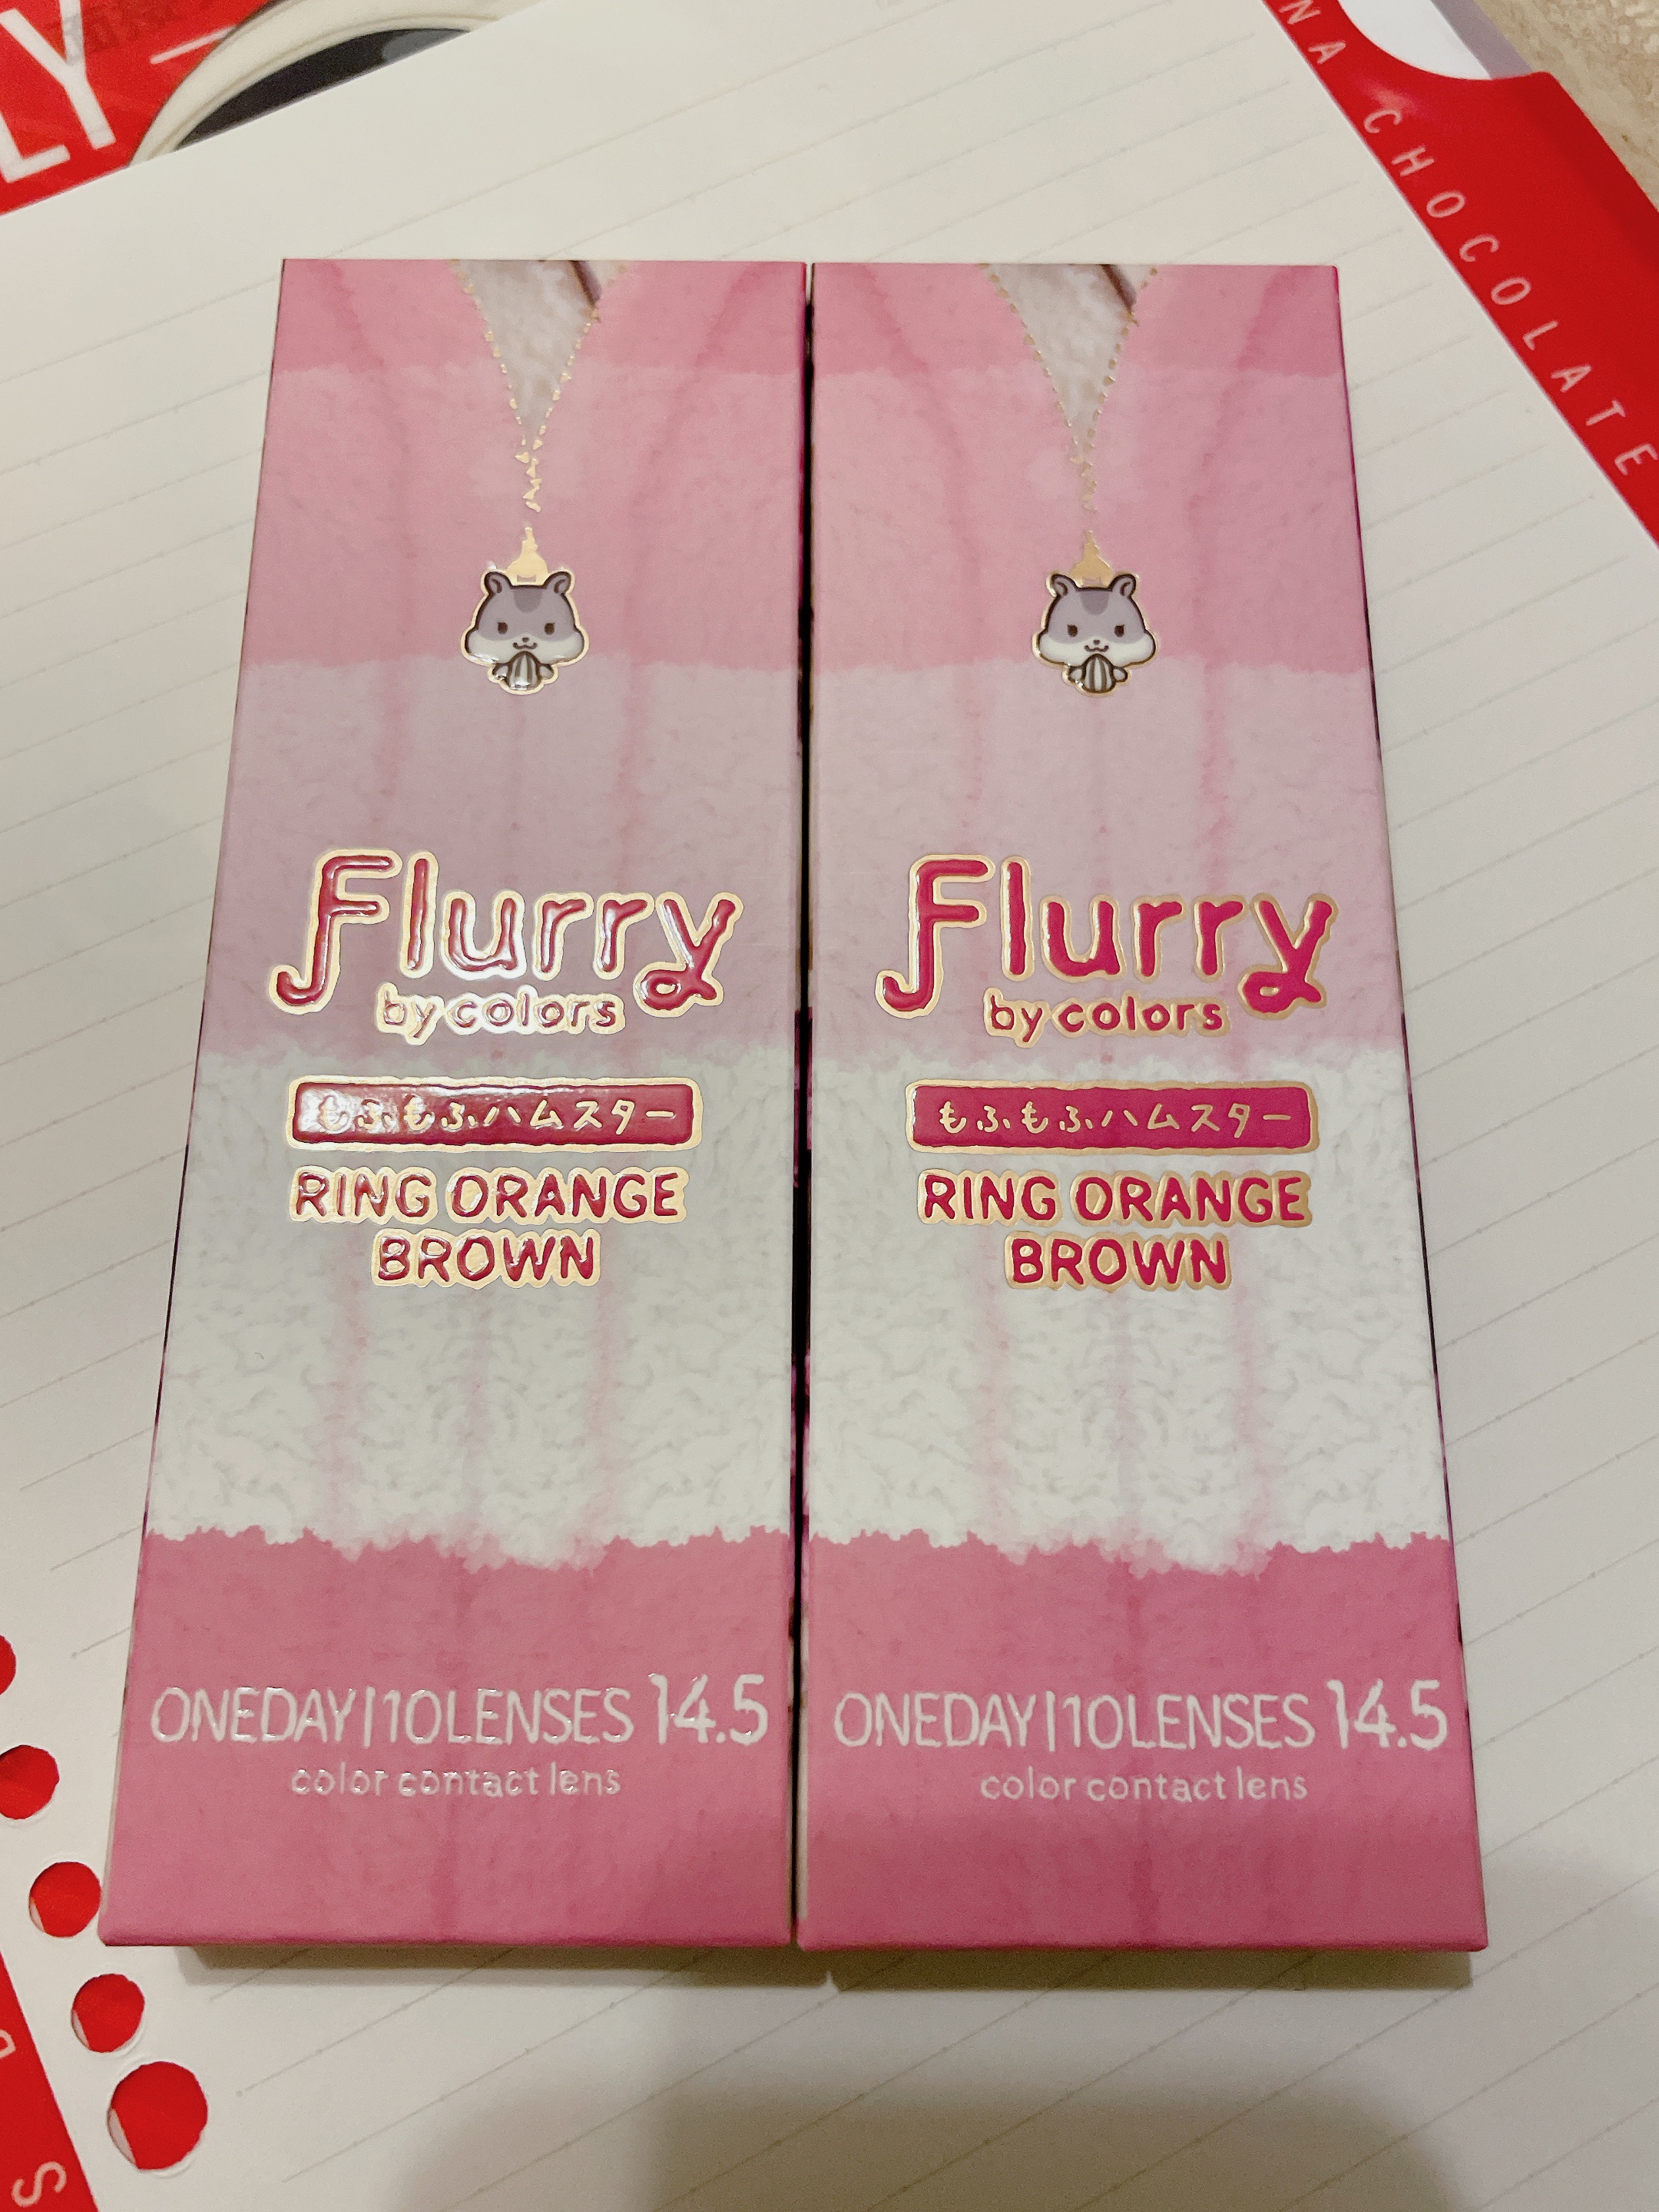 LY
NA CHOCOLATE
Flurry
by colors
もふもふハムスター
RING ORANGE
BROWN
ONEDAY|10LENSES 14.5
color contact lens
Flurry
by colors
もふもふハムスター
RING ORANGE
BROWN
ONEDAY|10LENSES 14.5
color contact lens
S